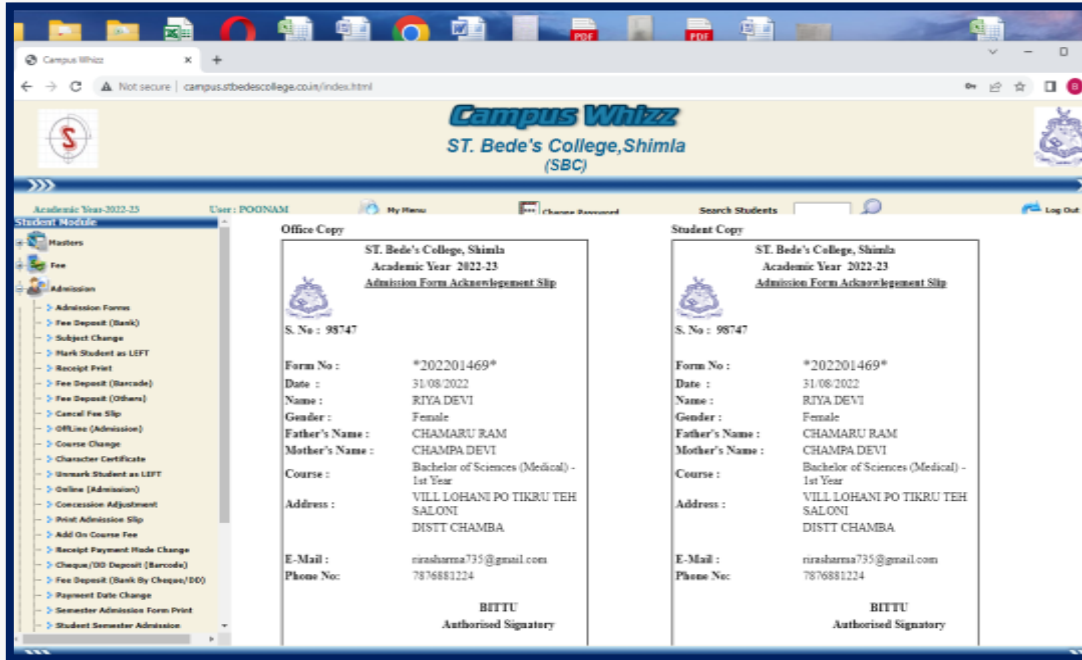 PDF
PDF
Campus Whizz
Not secure | campus.stbedescollege.co.in/index.html
B
S
Campus Whizz
ST. Bede's College,Shimla
(SBC)
Academic Year-2022-23
User : POONAM
My Menu
Change Password
Search Students
Log Out
Student Module
Masters
Fee
Admission
Admission Forms
Fee Deposit (Bank)
Subject Change
Mark Student as LEFT
Receipt Print
Fee Deposit (Barcode)
Fee Deposit (Others)
Cancel Fee Slip
OffLine (Admission)
Course Change
Character Certificate
Unmark Student as LEFT
Online (Admission)
Concession Adjustment
Print Admission Slip
Add On Course Fee
Receipt Payment Mode Change
Cheque/DD Deposit (Barcode)
Fee Deposit (Bank By Cheque/DD)
Payment Date Change
Semester Admission Form Print
Student Semester Admission
Office Copy
ST. Bede's College, Shimla
Academic Year 2022-23
Admission Form Acknowlegement Slip
S. No : 98747
Form No : *202201469*
Date : 31/08/2022
Name : RIYA DEVI
Gender : Female
Father's Name : CHAMARU RAM
Mother's Name : CHAMPA DEVI
Course : Bachelor of Sciences (Medical) -
1st Year
Address : VILL LOHANI PO TIKRU TEH
SALONI
DISTT CHAMBA
E-Mail : rirasharma735@gmail.com
Phone No: 7876881224
BITTU
Authorised Signatory
Student Copy
ST. Bede's College, Shimla
Academic Year 2022-23
Admission Form Acknowlegement Slip
S. No : 98747
Form No : *202201469*
Date : 31/08/2022
Name : RIYA DEVI
Gender : Female
Father's Name : CHAMARU RAM
Mother's Name : CHAMPA DEVI
Course : Bachelor of Sciences (Medical) -
1st Year
Address : VILL LOHANI PO TIKRU TEH
SALONI
DISTT CHAMBA
E-Mail : rirasharma735@gmail.com
Phone No: 7876881224
BITTU
Authorised Signatory